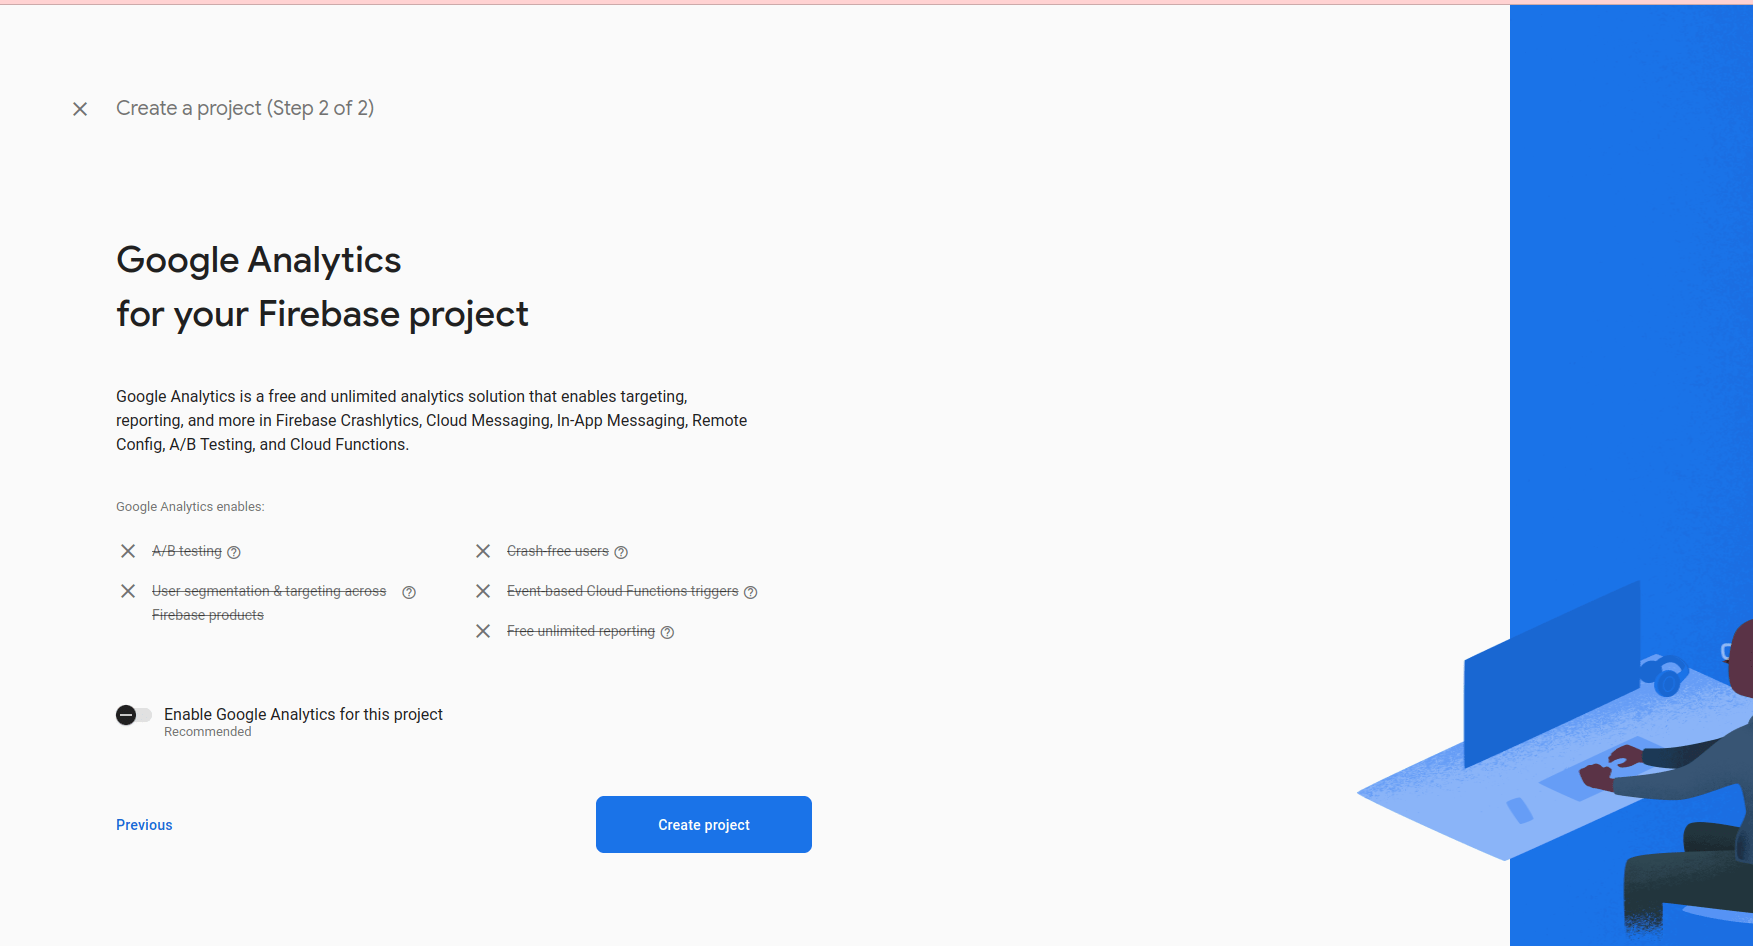 Create a project (Step 2 of 2)
Google Analytics
for your Firebase project
Google Analytics is a free and unlimited analytics solution that enables targeting,
reporting, and more in Firebase Crashlytics, Cloud Messaging, In-App Messaging, Remote
Config, A/B Testing, and Cloud Functions.
Google Analytics enables:
A/B testing
User segmentation & targeting across
Firebase products
Crash-free users
Event-based Cloud Functions triggers
Free unlimited reporting
Enable Google Analytics for this project
Recommended
Previous
Create project